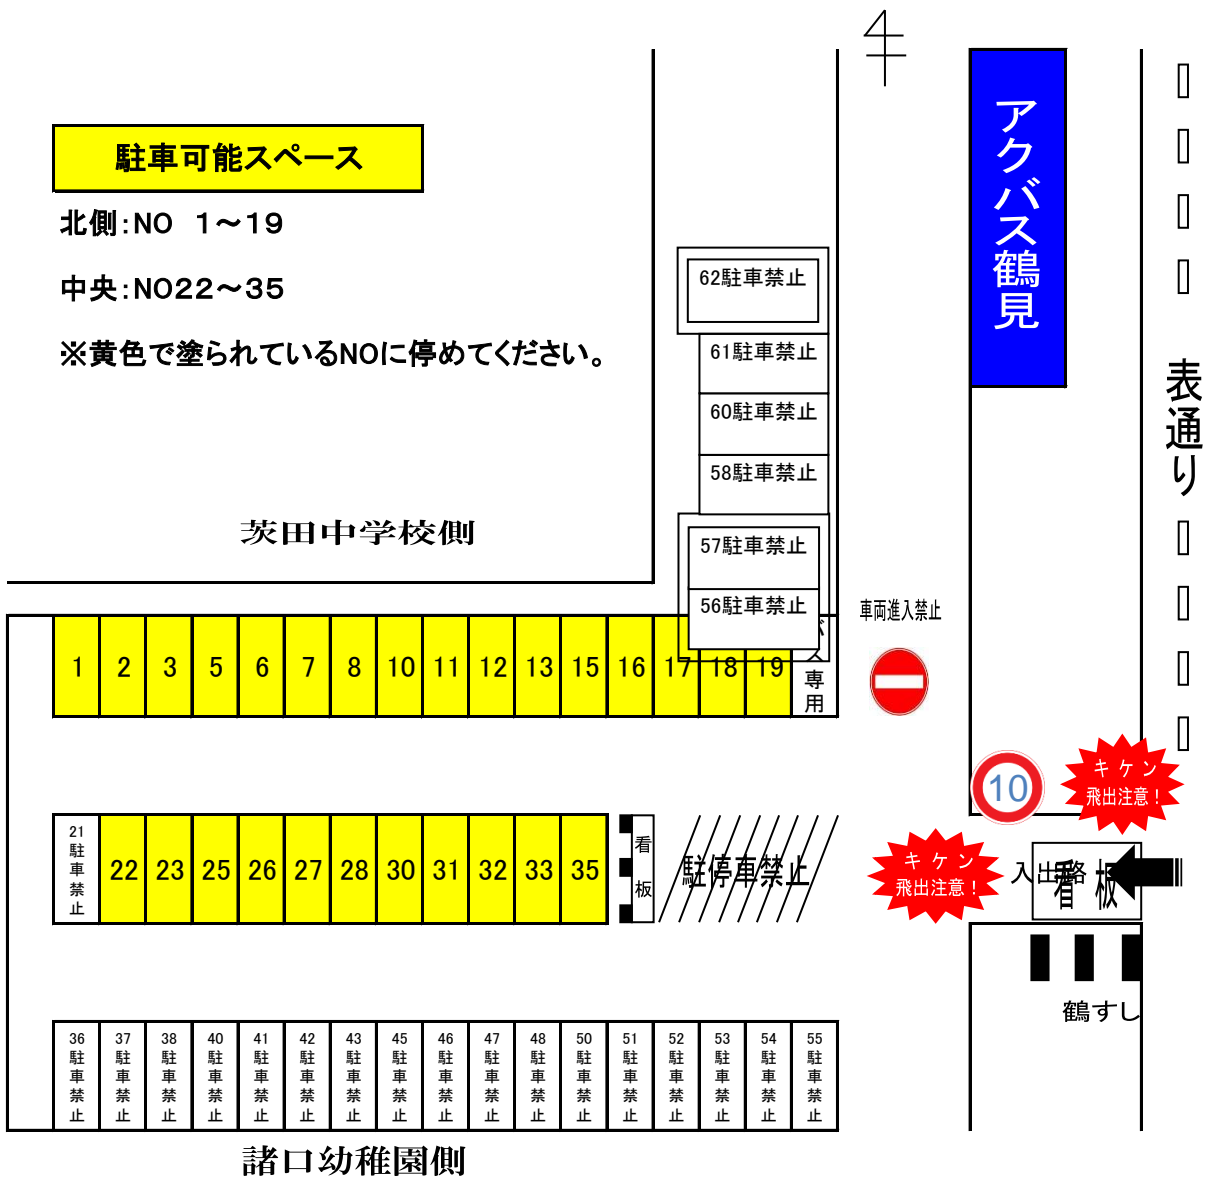 駐車可能スペース
北側:NO 1～19
中央:NO22～35
※黄色で塗られているNOに停めてください。
アクバス鶴見
表通り
62駐車禁止
61駐車禁止
60駐車禁止
58駐車禁止
57駐車禁止
56駐車禁止
茨田中学校側
車両進入禁止
1 2 3 5 6 7 8 10 11 12 13 15 16 17 18 19
バス専用
10
キケン
飛出注意!
21駐車禁止
22 23 25 26 27 28 30 31 32 33 35
看板
駐停車禁止
キケン
飛出注意!
入出路
看板
鶴すし
36駐車禁止
37駐車禁止
38駐車禁止
40駐車禁止
41駐車禁止
42駐車禁止
43駐車禁止
45駐車禁止
46駐車禁止
47駐車禁止
48駐車禁止
50駐車禁止
51駐車禁止
52駐車禁止
53駐車禁止
54駐車禁止
55駐車禁止
諸口幼稚園側